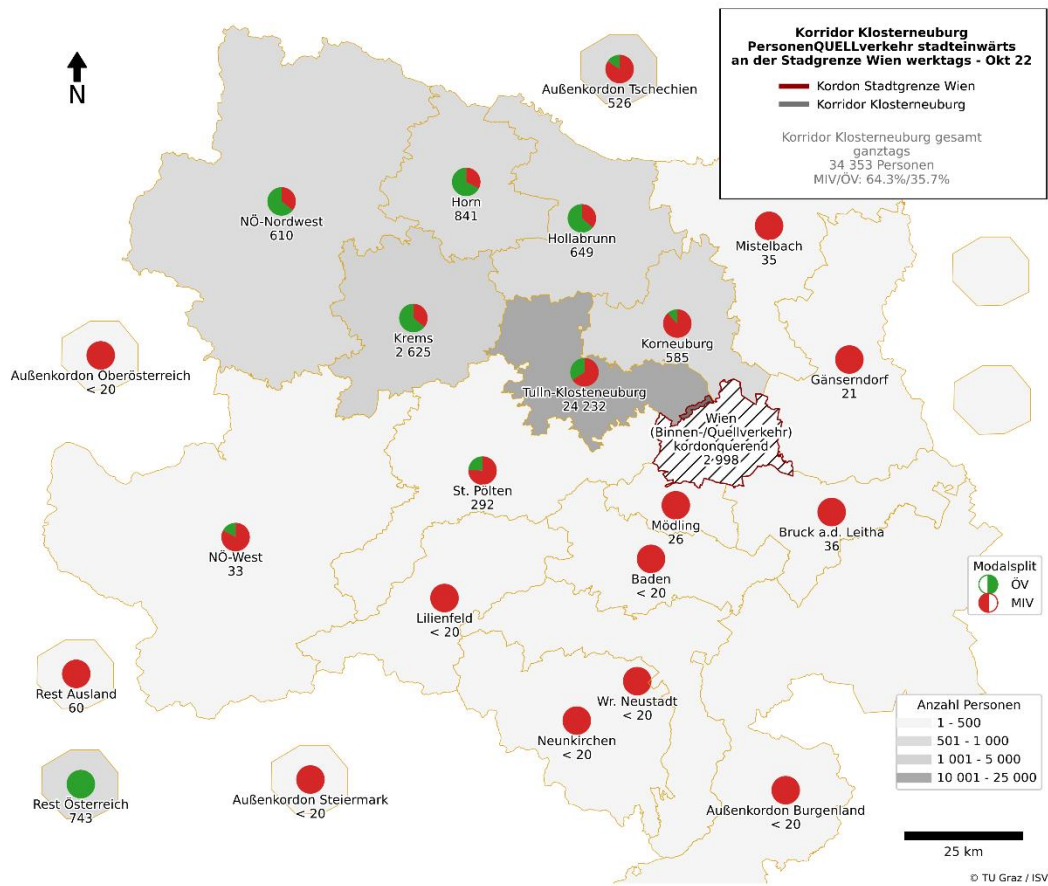 Korridor Klosterneuburg
PersonenQUELLverkehr stadteinwärts
an der Stadgrenze Wien werktags - Okt 22
Kordon Stadtgrenze Wien
Korridor Klosterneuburg
Korridor Klosterneuburg gesamt
ganztags
34 353 Personen
MIV/ÖV: 64.3%/35.7%
N
Außenkordon Tschechien
526
Horn
841
NÖ-Nordwest
610
Hollabrunn
649
Mistelbach
35
Krems
2 625
Korneuburg
585
Außenkordon Oberösterreich
< 20
Gänserndorf
21
Tulln-Klosteneuburg
24 232
Wien
(Binnen-/Quellverkehr)
kordonquerend
2 998
St. Pölten
292
Mödling
26
Bruck a.d. Leitha
36
NÖ-West
33
Baden
< 20
Modalsplit
ÖV
MIV
Lilienfeld
< 20
Rest Ausland
60
Wr. Neustadt
< 20
Neunkirchen
< 20
Anzahl Personen
1 - 500
501 - 1 000
1 001 - 5 000
10 001 - 25 000
Rest Österreich
743
Außenkordon Steiermark
< 20
Außenkordon Burgenland
< 20
25 km
© TU Graz / ISV